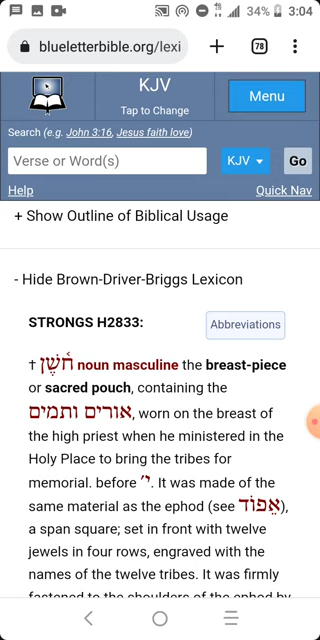 34% 3:04
blueletterbible.org/lexi 78
KJV
Tap to Change
Menu
Search (e.g. John 3:16, Jesus faith love)
Verse or Word(s) KJV Go
Help Quick Nav
+ Show Outline of Biblical Usage
- Hide Brown-Driver-Briggs Lexicon
STRONGS H2833: Abbreviations
† חֹ֫שֶׁן noun masculine the breast-piece
or sacred pouch, containing the
אורים ותמים, worn on the breast of
the high priest when he ministered in the
Holy Place to bring the tribes for
memorial. before י׳. It was made of the
same material as the ephod (see אֵפוֹד),
a span square; set in front with twelve
jewels in four rows, engraved with the
names of the twelve tribes. It was firmly
fastened to the shoulders of the ephod by